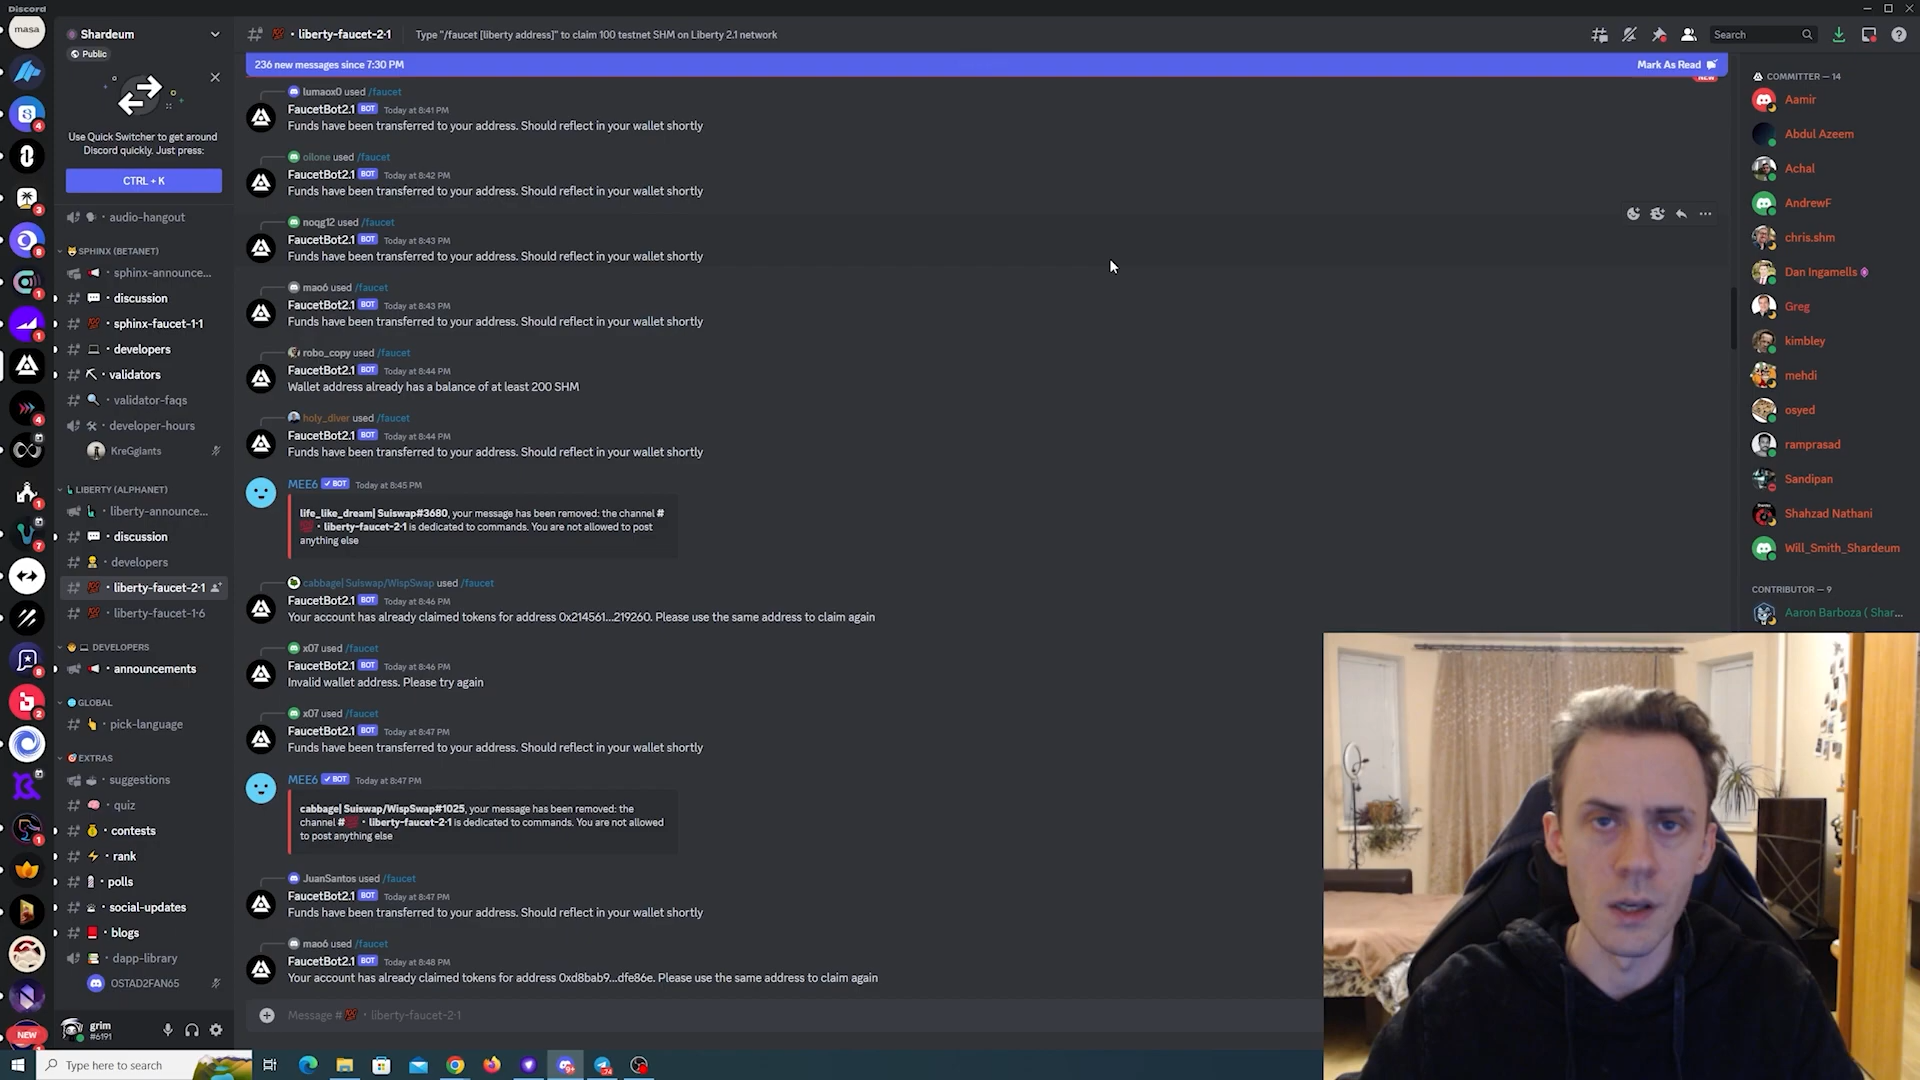 Discord
masa
Shardeum
Public
Use Quick Switcher to get around
Discord quickly. Just press:
CTRL + K
audio-hangout
SPHINX (BETANET)
sphinx-announce...
discussion
sphinx-faucet-1-1
developers
validators
validator-faqs
developer-hours
KreGgiants
LIBERTY (ALPHANET)
liberty-announce...
discussion
developers
liberty-faucet-2-1
liberty-faucet-1-6
DEVELOPERS
announcements
GLOBAL
pick-language
EXTRAS
suggestions
quiz
contests
rank
polls
social-updates
blogs
dapp-library
OSTAD2FAN65
grim
#6191
NEW
liberty-faucet-2-1
Type "/faucet [liberty address]" to claim 100 testnet SHM on Liberty 2.1 network
Search
236 new messages since 7:30 PM
Mark As Read
NEW
lumaox0 used /faucet
FaucetBot2.1 BOT Today at 8:41 PM
Funds have been transferred to your address. Should reflect in your wallet shortly
oilone used /faucet
FaucetBot2.1 BOT Today at 8:42 PM
Funds have been transferred to your address. Should reflect in your wallet shortly
noqg12 used /faucet
FaucetBot2.1 BOT Today at 8:43 PM
Funds have been transferred to your address. Should reflect in your wallet shortly
mao6 used /faucet
FaucetBot2.1 BOT Today at 8:43 PM
Funds have been transferred to your address. Should reflect in your wallet shortly
robo_copy used /faucet
FaucetBot2.1 BOT Today at 8:44 PM
Wallet address already has a balance of at least 200 SHM
holy_diver used /faucet
FaucetBot2.1 BOT Today at 8:44 PM
Funds have been transferred to your address. Should reflect in your wallet shortly
MEE6 BOT Today at 8:45 PM
life_like_dream| Suiswap#3680, your message has been removed: the channel #
· liberty-faucet-2-1 is dedicated to commands. You are not allowed to post
anything else
cabbage| Suiswap/WispSwap used /faucet
FaucetBot2.1 BOT Today at 8:46 PM
Your account has already claimed tokens for address 0x214561...219260. Please use the same address to claim again
x07 used /faucet
FaucetBot2.1 BOT Today at 8:46 PM
Invalid wallet address. Please try again
x07 used /faucet
FaucetBot2.1 BOT Today at 8:47 PM
Funds have been transferred to your address. Should reflect in your wallet shortly
MEE6 BOT Today at 8:47 PM
cabbage| Suiswap/WispSwap#1025, your message has been removed: the
channel # · liberty-faucet-2-1 is dedicated to commands. You are not allowed
to post anything else
JuanSantos used /faucet
FaucetBot2.1 BOT Today at 8:47 PM
Funds have been transferred to your address. Should reflect in your wallet shortly
mao6 used /faucet
FaucetBot2.1 BOT Today at 8:48 PM
Your account has already claimed tokens for address 0xd8bab9...dfe86e. Please use the same address to claim again
Message # · liberty-faucet-2-1
COMMITTER — 14
Aamir
Abdul Azeem
Achal
AndrewF
chris.shm
Dan Ingamells
Greg
kimbley
mehdi
osyed
ramprasad
Sandipan
Shahzad Nathani
Will_Smith_Shardeum
CONTRIBUTOR — 9
Aaron Barboza ( Shar...
Type here to search